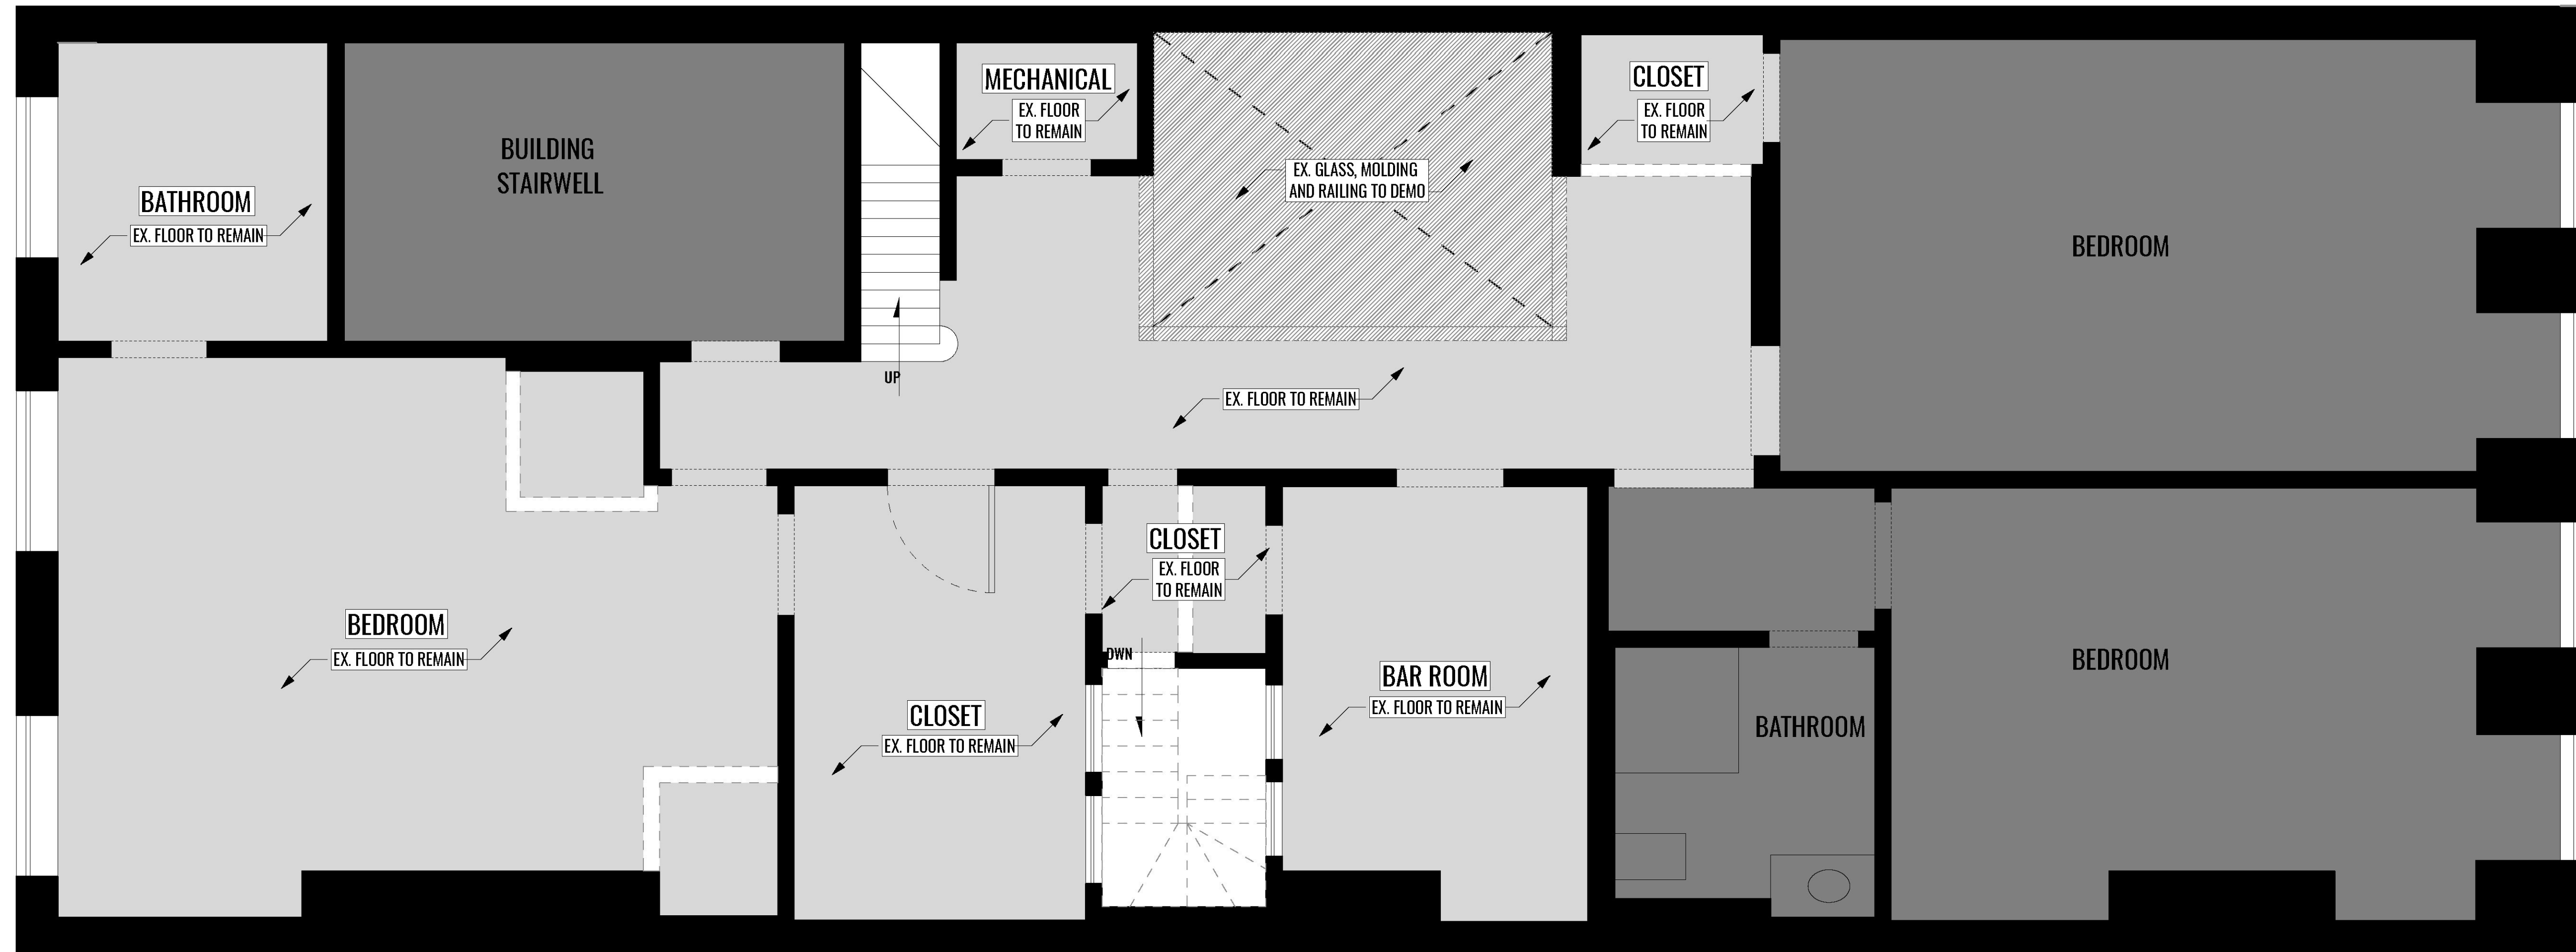 MECHANICAL
EX. FLOOR
TO REMAIN
CLOSET
EX. FLOOR
TO REMAIN
BUILDING
STAIRWELL
EX. GLASS, MOLDING
AND RAILING TO DEMO
BATHROOM
EX. FLOOR TO REMAIN
BEDROOM
UP
EX. FLOOR TO REMAIN
CLOSET
EX. FLOOR
TO REMAIN
BEDROOM
EX. FLOOR TO REMAIN
DWN
BAR ROOM
EX. FLOOR TO REMAIN
BEDROOM
CLOSET
EX. FLOOR TO REMAIN
BATHROOM